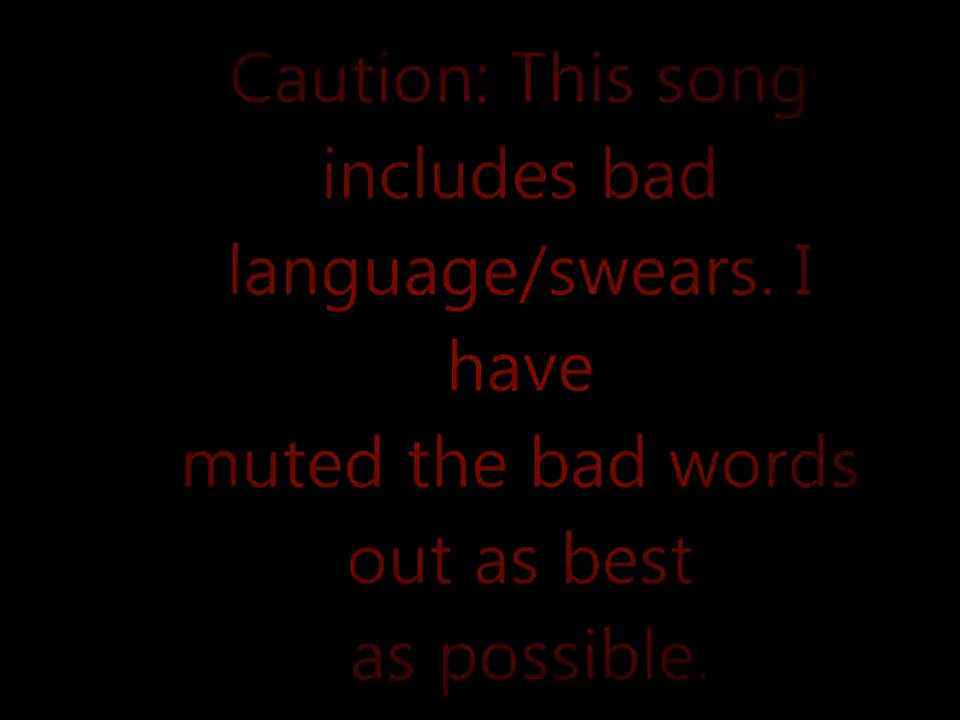 Caution: This song
includes bad
language/swears. I
have
muted the bad words
out as best
as possible.